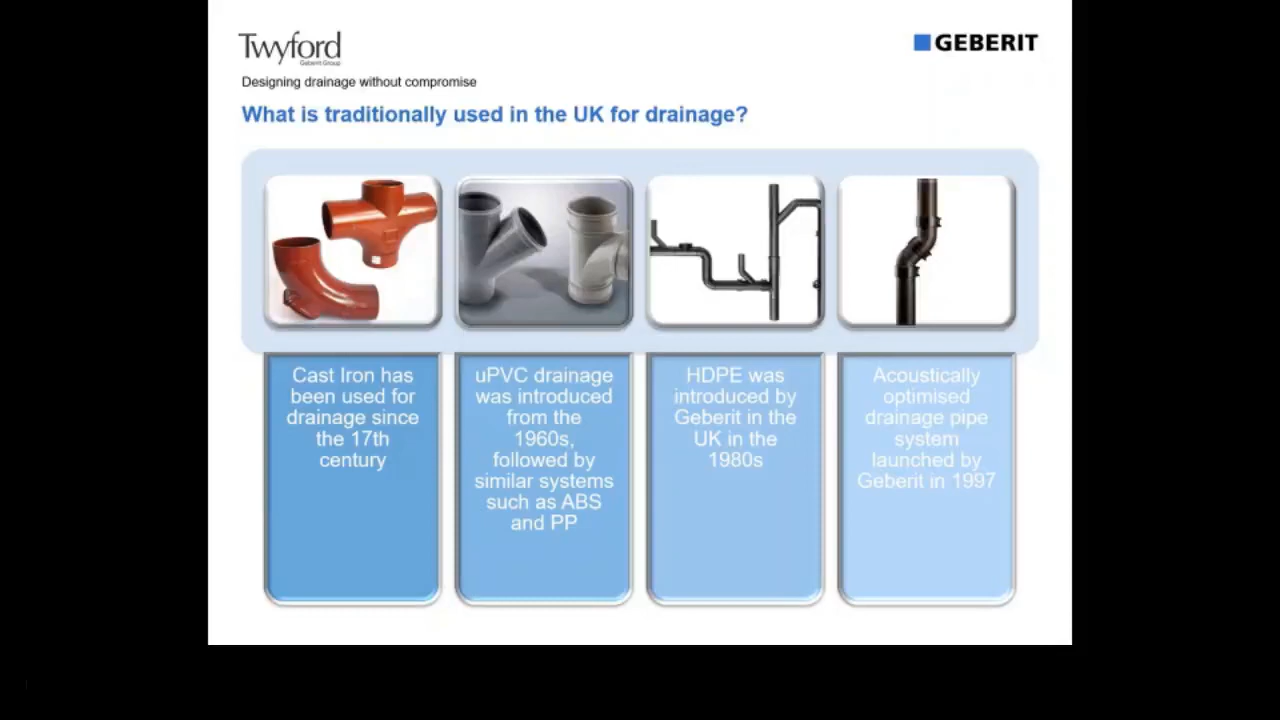 Twyford
Geberit Group
GEBERIT
Designing drainage without compromise
What is traditionally used in the UK for drainage?
Cast Iron has
been used for
drainage since
the 17th
century
uPVC drainage
was introduced
from the
1960s,
followed by
similar systems
such as ABS
and PP
HDPE was
introduced by
Geberit in the
UK in the
1980s
Acoustically
optimised
drainage pipe
system
launched by
Geberit in 1997